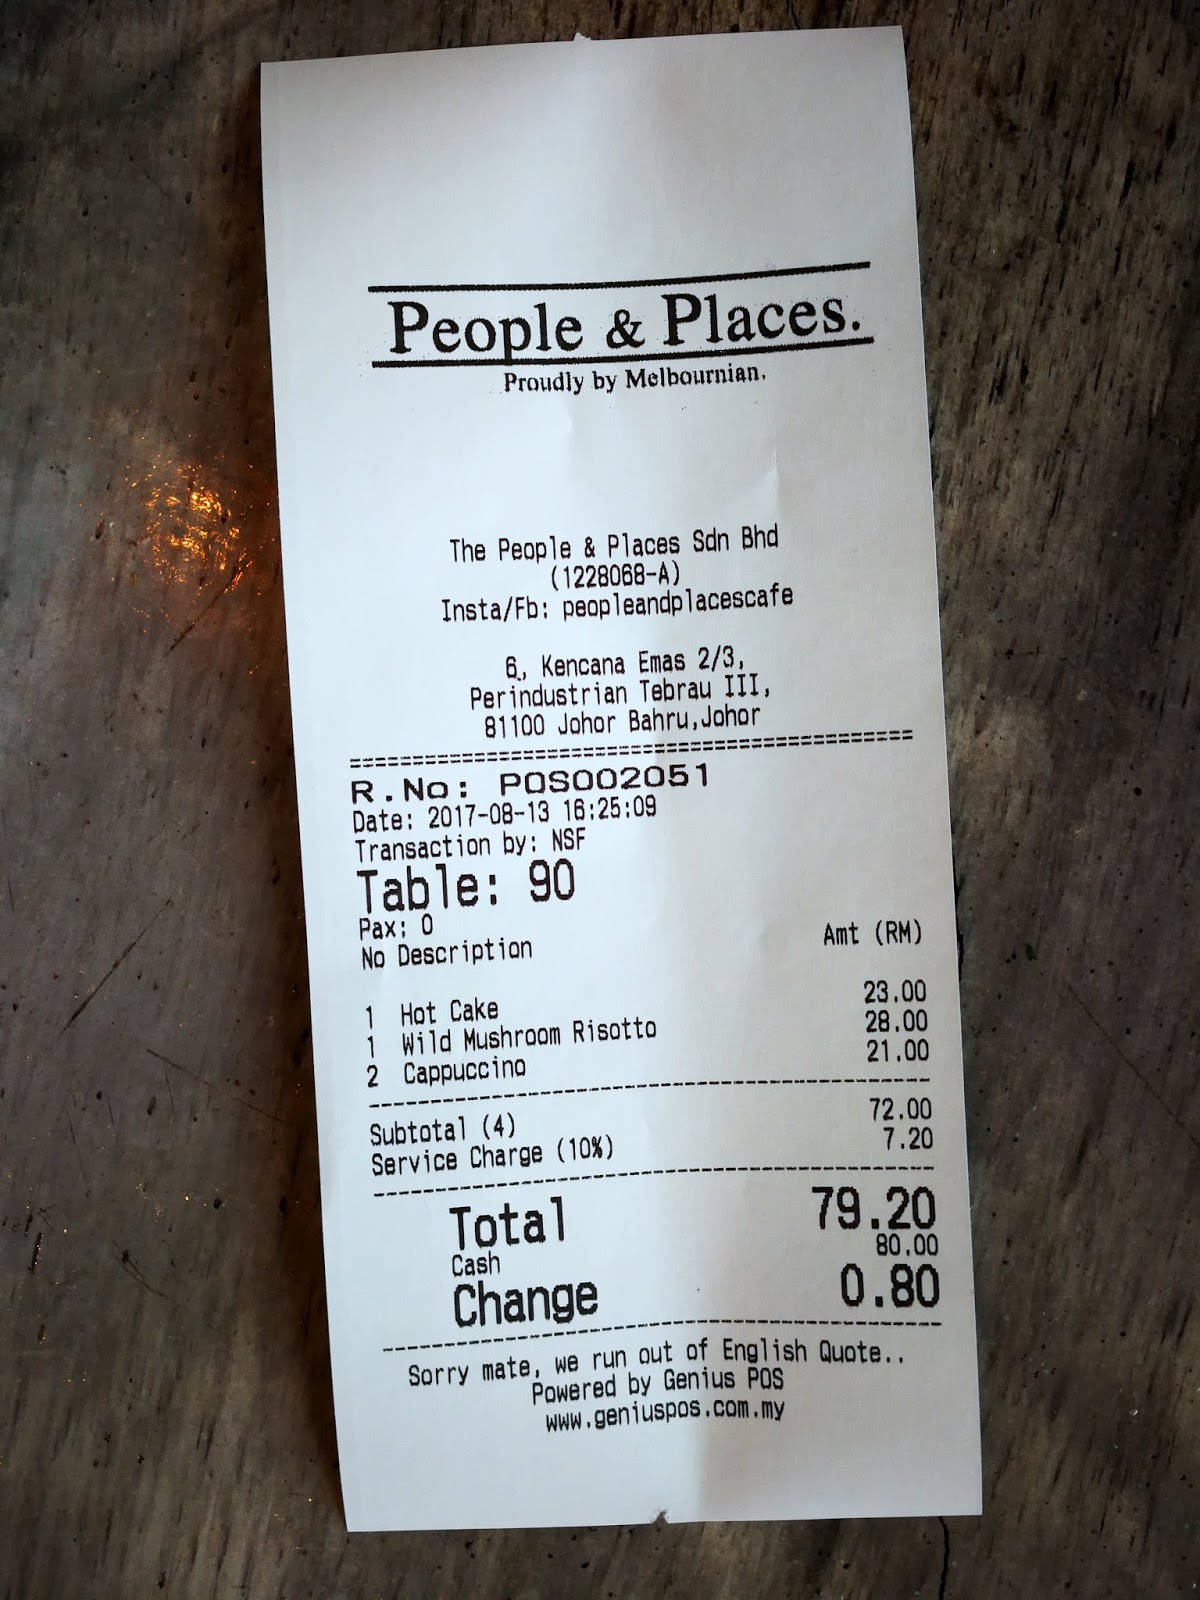 People & Places.
Proudly by Melbournian.
The People & Places Sdn Bhd
(1228068-A)
Insta/Fb: peopleandplacescafe
6, Kencana Emas 2/3,
Perindustrian Tebrau III,
81100 Johor Bahru,Johor
================================================
R.No: POS002051
Date: 2017-08-13 16:25:09
Transaction by: NSF
Table: 90
Pax: 0
No Description Amt (RM)
1 Hot Cake 23.00
1 Wild Mushroom Risotto 28.00
2 Cappuccino 21.00
Subtotal (4) 72.00
Service Charge (10%) 7.20
Total 79.20
Cash 80.00
Change 0.80
Sorry mate, we run out of English Quote..
Powered by Genius POS
www.geniuspos.com.my